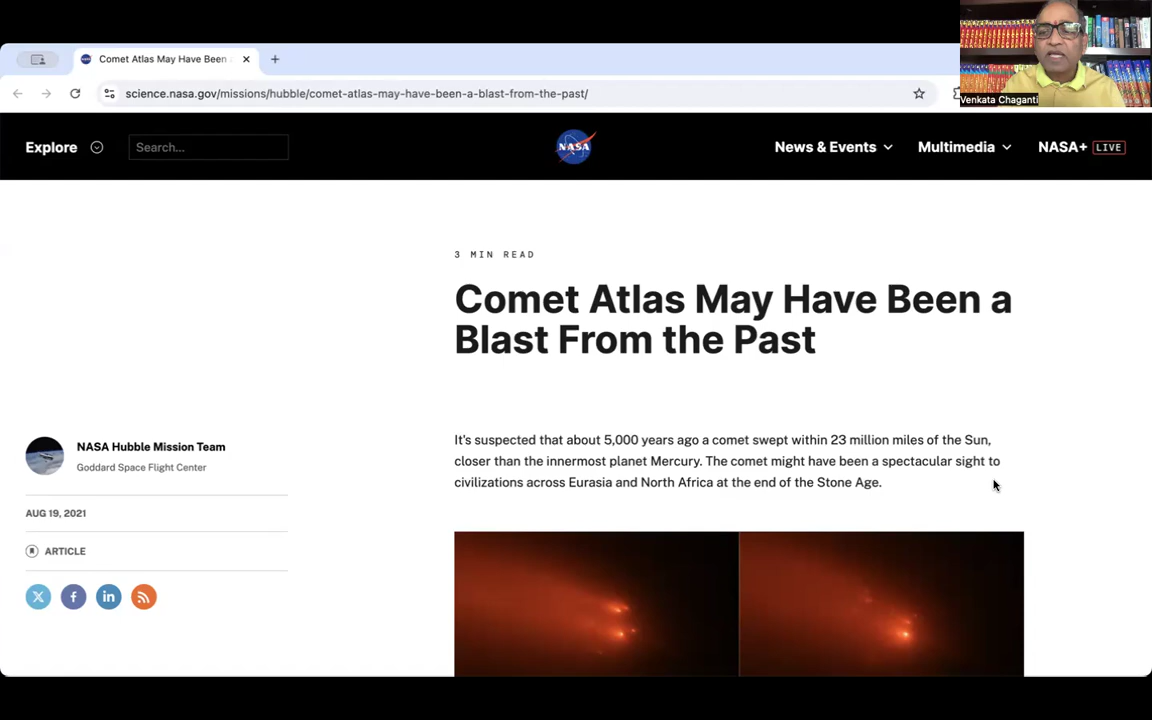 Comet Atlas May Have Been
science.nasa.gov/missions/hubble/comet-atlas-may-have-been-a-blast-from-the-past/
Venkata Chaganti
Explore
Search...
NASA
News & Events
Multimedia
NASA+
LIVE
3 MIN READ
Comet Atlas May Have Been a
Blast From the Past
NASA Hubble Mission Team
Goddard Space Flight Center
AUG 19, 2021
ARTICLE
It's suspected that about 5,000 years ago a comet swept within 23 million miles of the Sun,
closer than the innermost planet Mercury. The comet might have been a spectacular sight to
civilizations across Eurasia and North Africa at the end of the Stone Age.